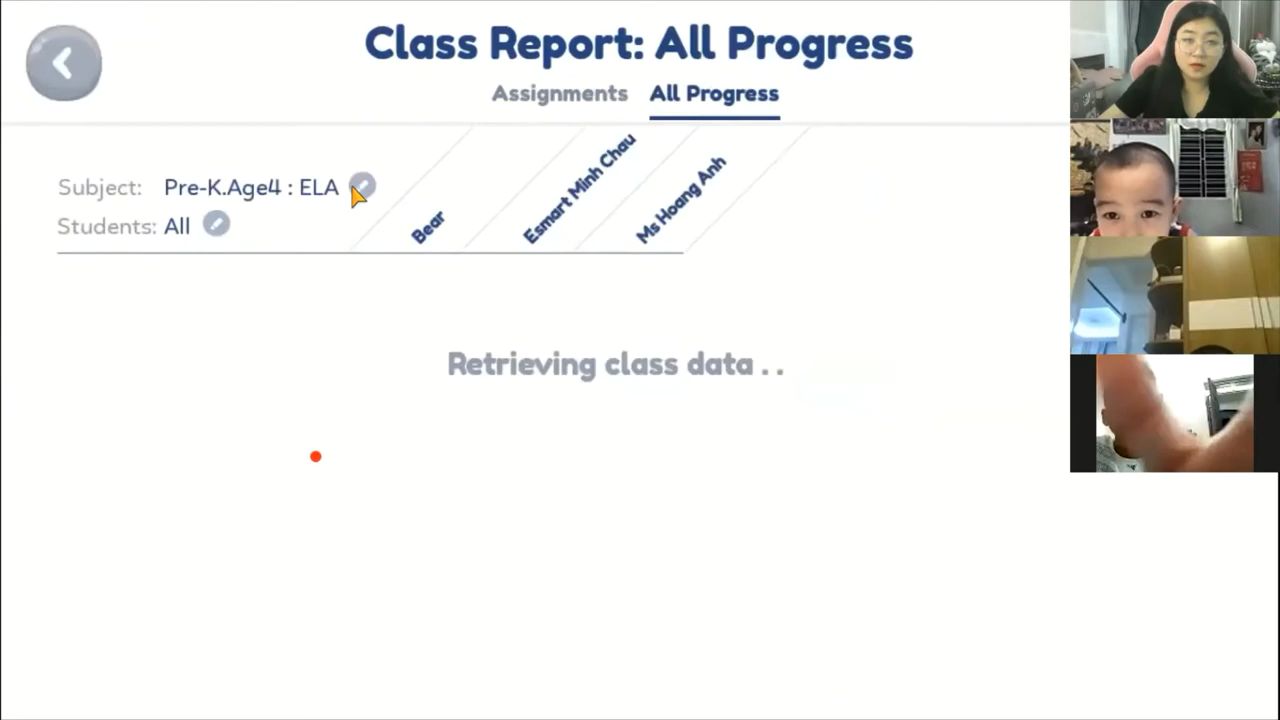 Class Report: All Progress
Assignments All Progress
Subject: Pre-K.Age4 : ELA
Students: All
Bear
Esmart Minh Chau
Ms Hoang Anh
Retrieving class data . .